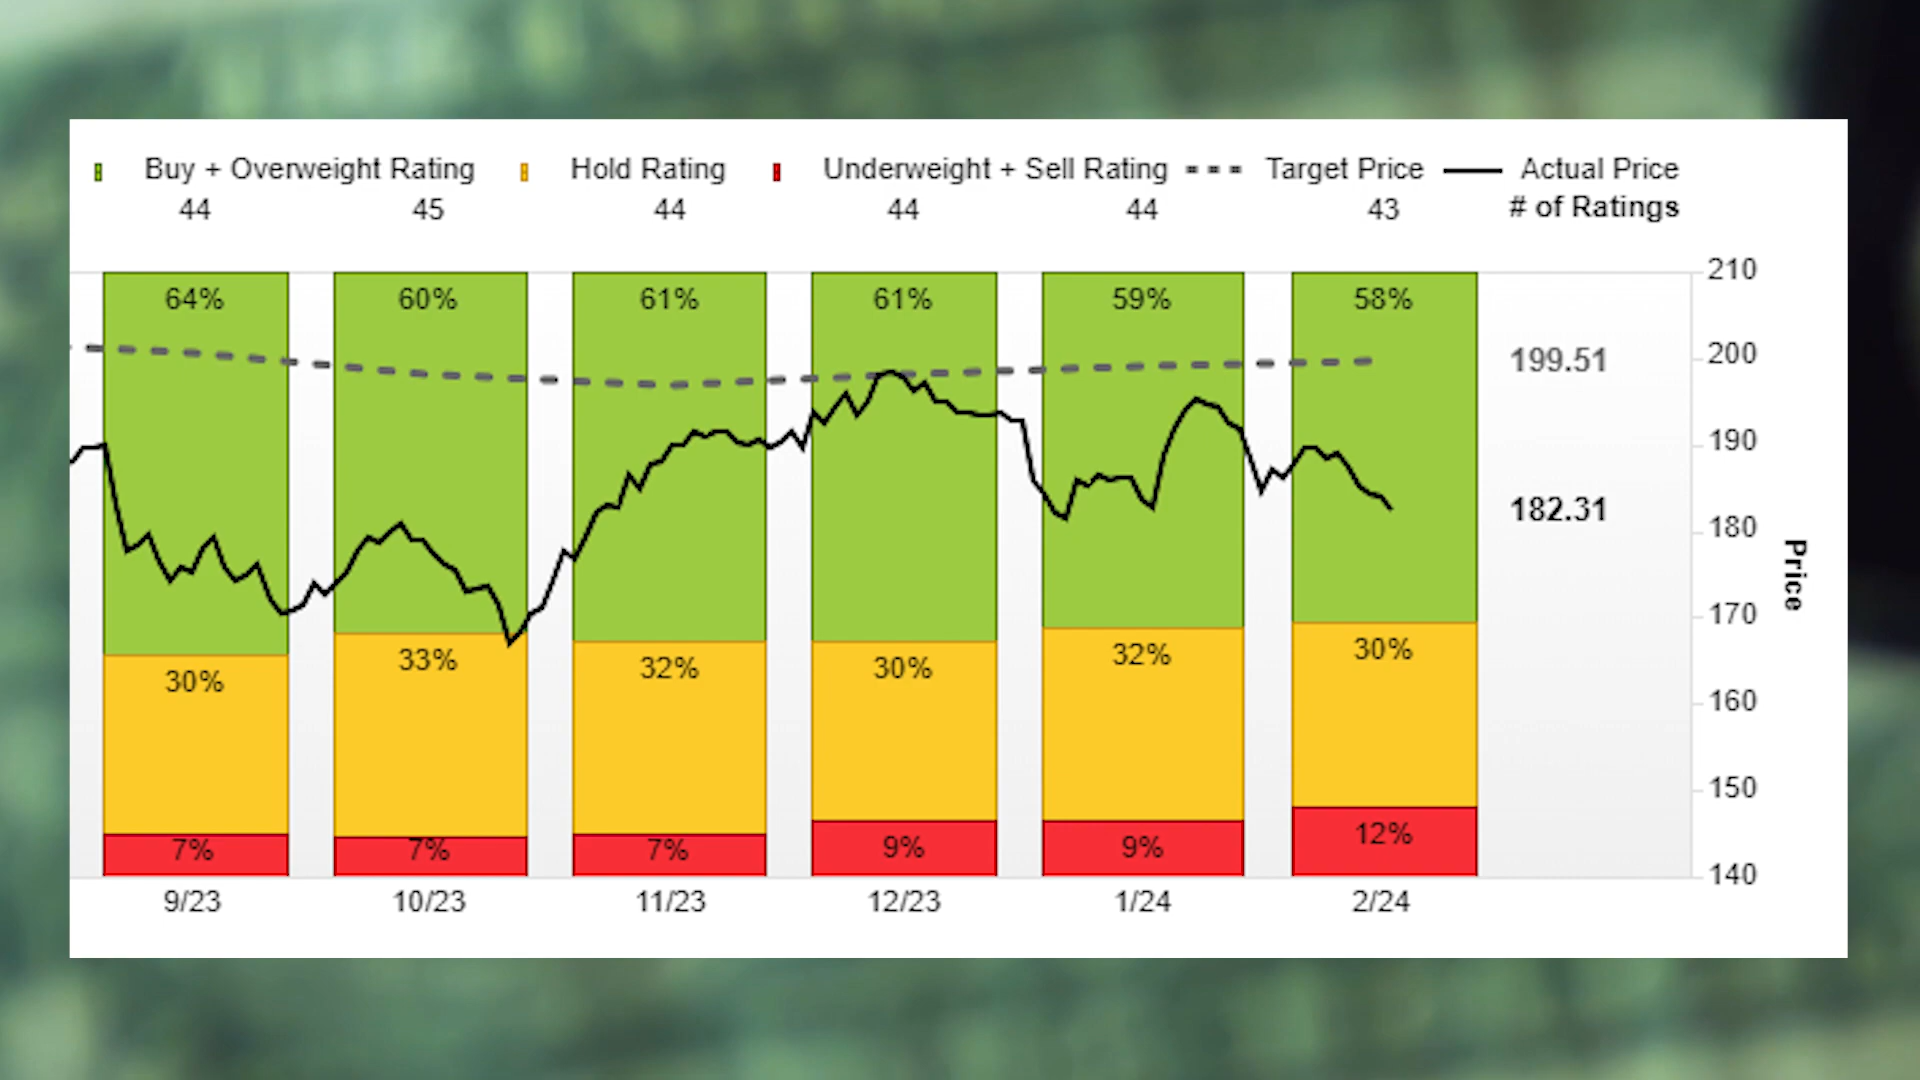 Buy + Overweight Rating Hold Rating Underweight + Sell Rating Target Price Actual Price
44 45 44 44 44 43 # of Ratings
210
64% 60% 61% 61% 59% 58%
200
199.51
190
182.31
180
Price
170
30% 33% 32% 30% 32% 30%
160
150
7% 7% 7% 9% 9% 12%
140
9/23 10/23 11/23 12/23 1/24 2/24